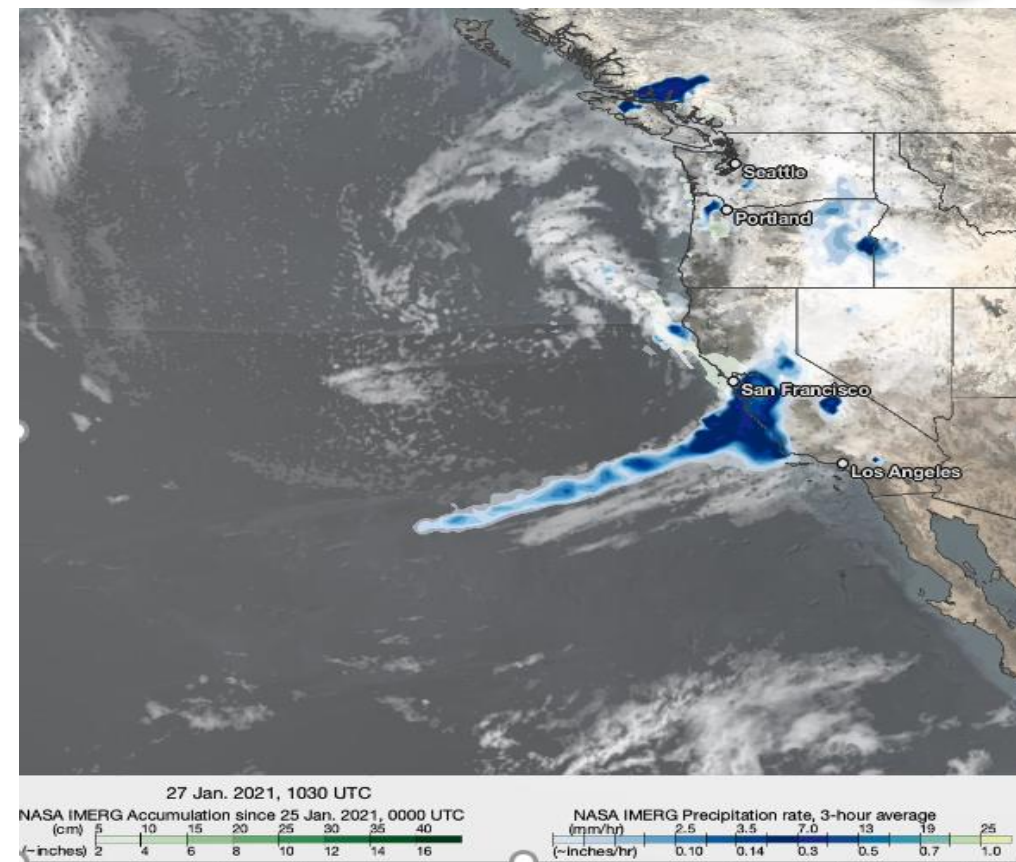 Seattle
Portland
San Francisco
Los Angeles
27 Jan. 2021, 1030 UTC
NASA IMERG Accumulation since 25 Jan. 2021, 0000 UTC
(cm) 5 10 15 20 25 30 35 40
(~inches) 2 4 6 8 10 12 14 16
NASA IMERG Precipitation rate, 3-hour average
(mm/hr) 2.5 3.5 7.0 13 19 25
(~inches/hr) 0.10 0.14 0.3 0.5 0.7 1.0